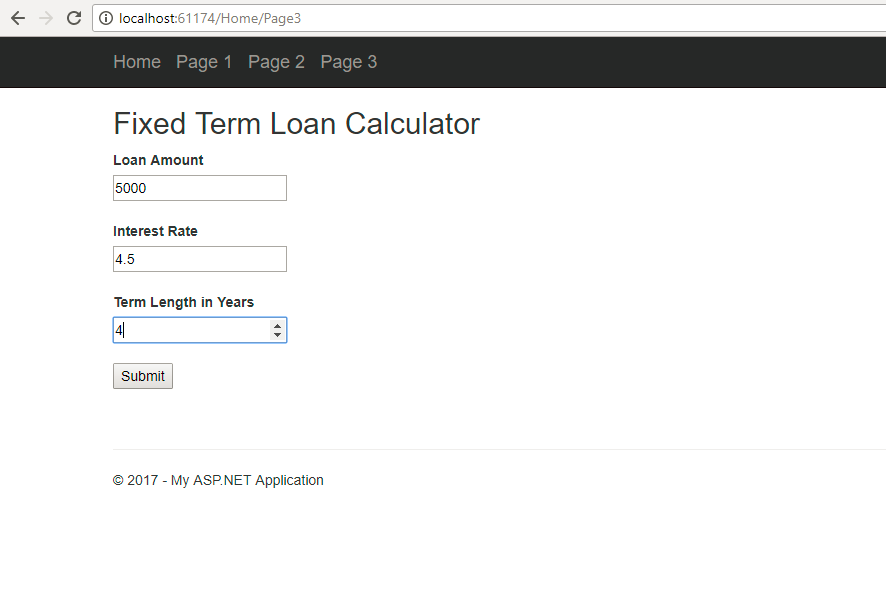 localhost:61174/Home/Page3
Home Page 1 Page 2 Page 3
Fixed Term Loan Calculator
Loan Amount
5000
Interest Rate
4.5
Term Length in Years
4
Submit
© 2017 - My ASP.NET Application